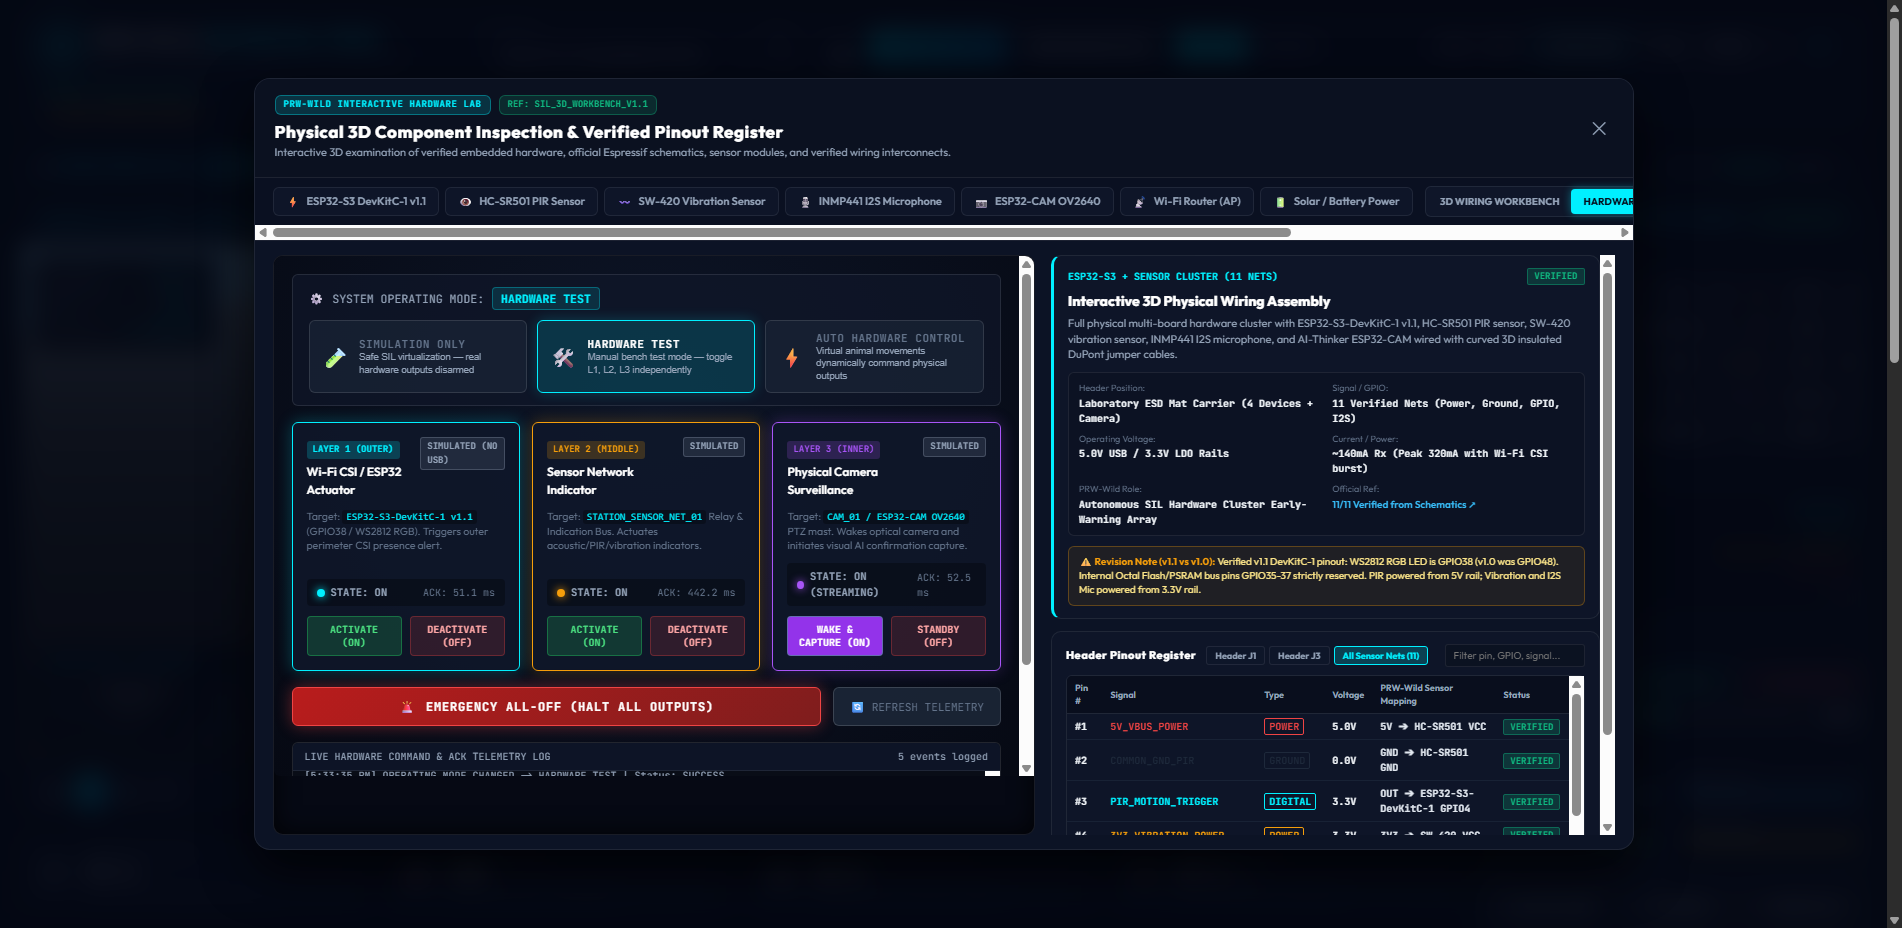 PRW-WILD INTERACTIVE HARDWARE LAB
REF: SIL_3D_WORKBENCH_V1.1
Physical 3D Component Inspection & Verified Pinout Register
Interactive 3D examination of verified embedded hardware, official Espressif schematics, sensor modules, and verified wiring interconnects.
ESP32-S3 DevKitC-1 v1.1
HC-SR501 PIR Sensor
SW-420 Vibration Sensor
INMP441 I2S Microphone
ESP32-CAM OV2640
Wi-Fi Router (AP)
Solar / Battery Power
3D WIRING WORKBENCH
HARDWAR
SYSTEM OPERATING MODE: HARDWARE TEST
SIMULATION ONLY
Safe SIL virtualization — real
hardware outputs disarmed
HARDWARE TEST
Manual bench test mode — toggle
L1, L2, L3 independently
AUTO HARDWARE CONTROL
Virtual animal movements
dynamically command physical
outputs
LAYER 1 (OUTER)
SIMULATED (NO
USB)
Wi-Fi CSI / ESP32
Actuator
Target: ESP32-S3-DevKitC-1 v1.1
(GPIO38 / WS2812 RGB). Triggers outer
perimeter CSI presence alert.
STATE: ON
ACK: 51.1 ms
ACTIVATE
(ON)
DEACTIVATE
(OFF)
LAYER 2 (MIDDLE)
SIMULATED
Sensor Network
Indicator
Target: STATION_SENSOR_NET_01 Relay &
Indication Bus. Actuates
acoustic/PIR/vibration indicators.
STATE: ON
ACK: 442.2 ms
ACTIVATE
(ON)
DEACTIVATE
(OFF)
LAYER 3 (INNER)
SIMULATED
Physical Camera
Surveillance
Target: CAM_01 / ESP32-CAM OV2640
PTZ mast. Wakes optical camera and
initiates visual AI confirmation capture.
STATE: ON
(STREAMING)
ACK: 52.5
ms
WAKE &
CAPTURE (ON)
STANDBY
(OFF)
EMERGENCY ALL-OFF (HALT ALL OUTPUTS)
REFRESH TELEMETRY
LIVE HARDWARE COMMAND & ACK TELEMETRY LOG
5 events logged
[5:33:35 PM] OPERATING MODE CHANGED → HARDWARE TEST | Status: SUCCESS
ESP32-S3 + SENSOR CLUSTER (11 NETS)
VERIFIED
Interactive 3D Physical Wiring Assembly
Full physical multi-board hardware cluster with ESP32-S3-DevKitC-1 v1.1, HC-SR501 PIR sensor, SW-420
vibration sensor, INMP441 I2S microphone, and AI-Thinker ESP32-CAM wired with curved 3D insulated
DuPont jumper cables.
Header Position:
Laboratory ESD Mat Carrier (4 Devices +
Camera)
Signal / GPIO:
11 Verified Nets (Power, Ground, GPIO,
I2S)
Operating Voltage:
5.0V USB / 3.3V LDO Rails
Current / Power:
~140mA Rx (Peak 320mA with Wi-Fi CSI
burst)
PRW-Wild Role:
Autonomous SIL Hardware Cluster Early-
Warning Array
Official Ref:
11/11 Verified from Schematics ↗
⚠ Revision Note (v1.1 vs v1.0): Verified v1.1 DevKitC-1 pinout: WS2812 RGB LED is GPIO38 (v1.0 was GPIO48).
Internal Octal Flash/PSRAM bus pins GPIO35-37 strictly reserved. PIR powered from 5V rail; Vibration and I2S
Mic powered from 3.3V rail.
Header Pinout Register
Header J1
Header J3
All Sensor Nets (11)
Filter pin, GPIO, signal...
Pin
#
Signal
Type
Voltage
PRW-Wild Sensor
Mapping
Status
#1
5V_VBUS_POWER
POWER
5.0V
5V ➔ HC-SR501 VCC
VERIFIED
#2
COMMON_GND_PIR
GROUND
0.0V
GND ➔ HC-SR501
GND
VERIFIED
#3
PIR_MOTION_TRIGGER
DIGITAL
3.3V
OUT ➔ ESP32-S3-
DevKitC-1 GPIO4
VERIFIED
#4
3V3_VIBRATION_POWER
POWER
3.3V
3V3 ➔ SW-420 VCC
VERIFIED